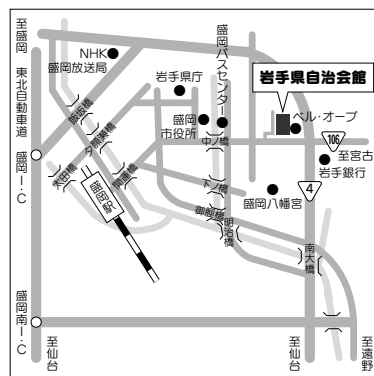 至盛岡
東北自動車道
盛岡I・C
盛岡南I・C
至仙台
NHK
盛岡放送局
岩手県庁
盛岡バスセンター
盛岡
市役所
岩手県自治会館
ベル・オーブ
106
至宮古
岩手銀行
4
中ノ橋
下ノ橋
盛岡八幡宮
御厩橋
明治橋
南大橋
飯坂橋
夕顔瀬橋
太田橋
開運橋
盛岡駅
至仙台
至遠野